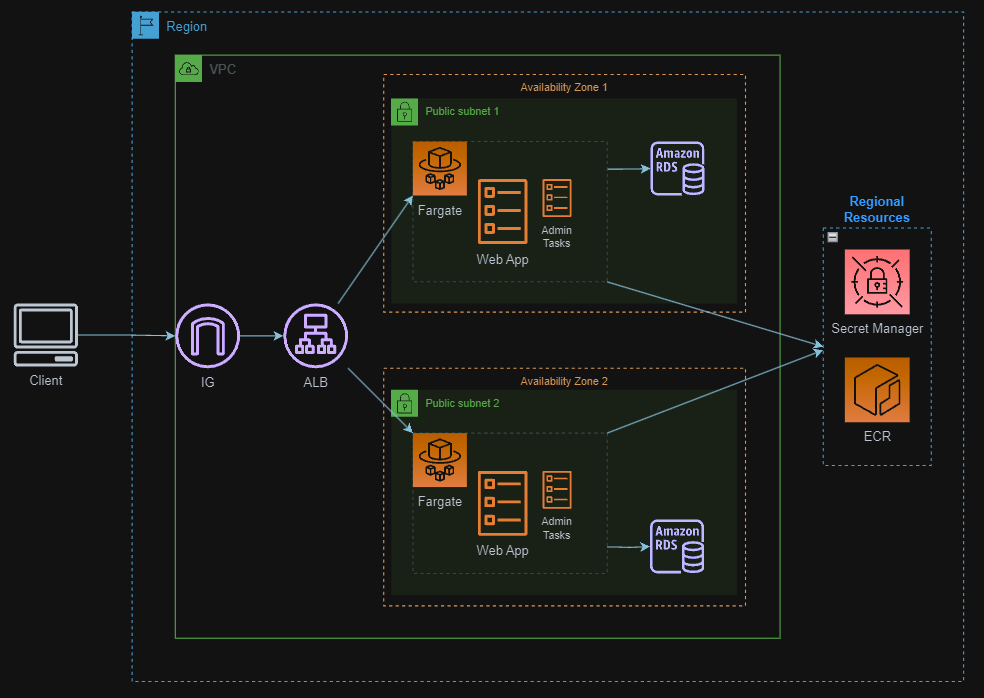 Region
VPC
Availability Zone 1
Public subnet 1
Amazon
RDS
Fargate
Admin
Tasks
Web App
Regional
Resources
Secret Manager
ECR
Client
IG
ALB
Availability Zone 2
Public subnet 2
Fargate
Admin
Tasks
Web App
Amazon
RDS